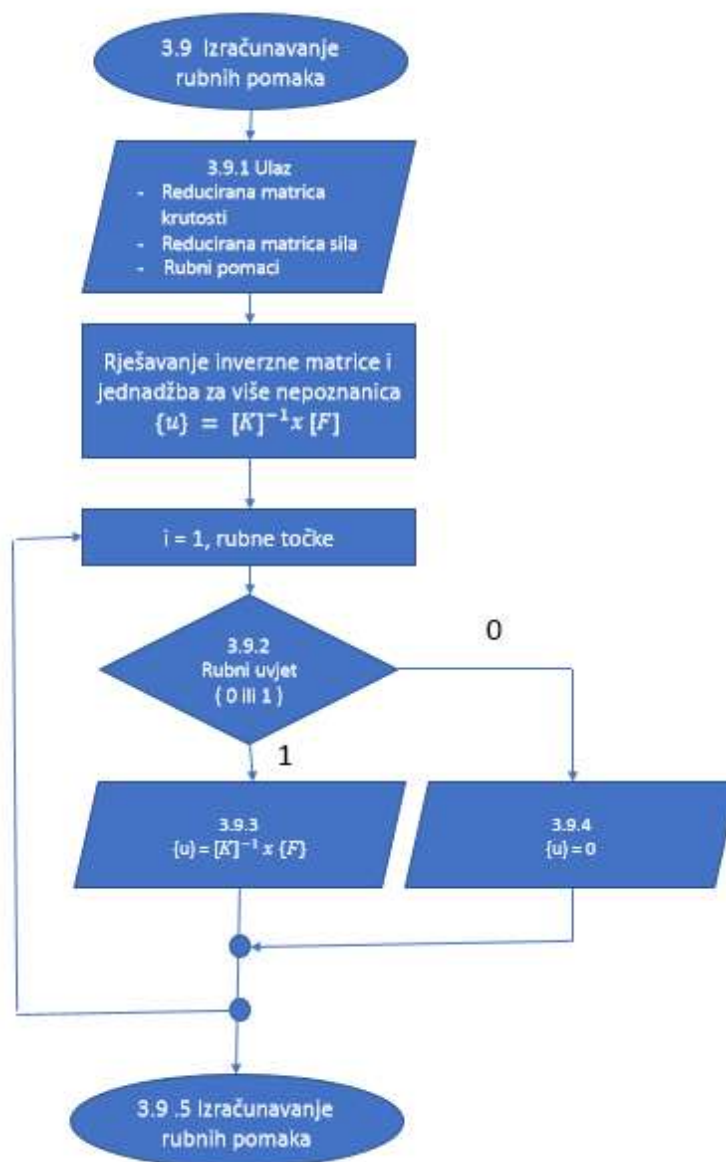 3.9 Izračunavanje
rubnih pomaka
3.9.1 Ulaz
- Reducirana matrica
krutosti
- Reducirana matrica sila
- Rubni pomaci
Rješavanje inverzne matrice i
jednadžba za više nepoznanica
{u} = [K]⁻¹ x [F]
i = 1, rubne točke
3.9.2
Rubni uvjet
( 0 ili 1 )
0
1
3.9.3
{u} = [K]⁻¹ x {F}
3.9.4
{u} = 0
3.9 .5 Izračunavanje
rubnih pomaka